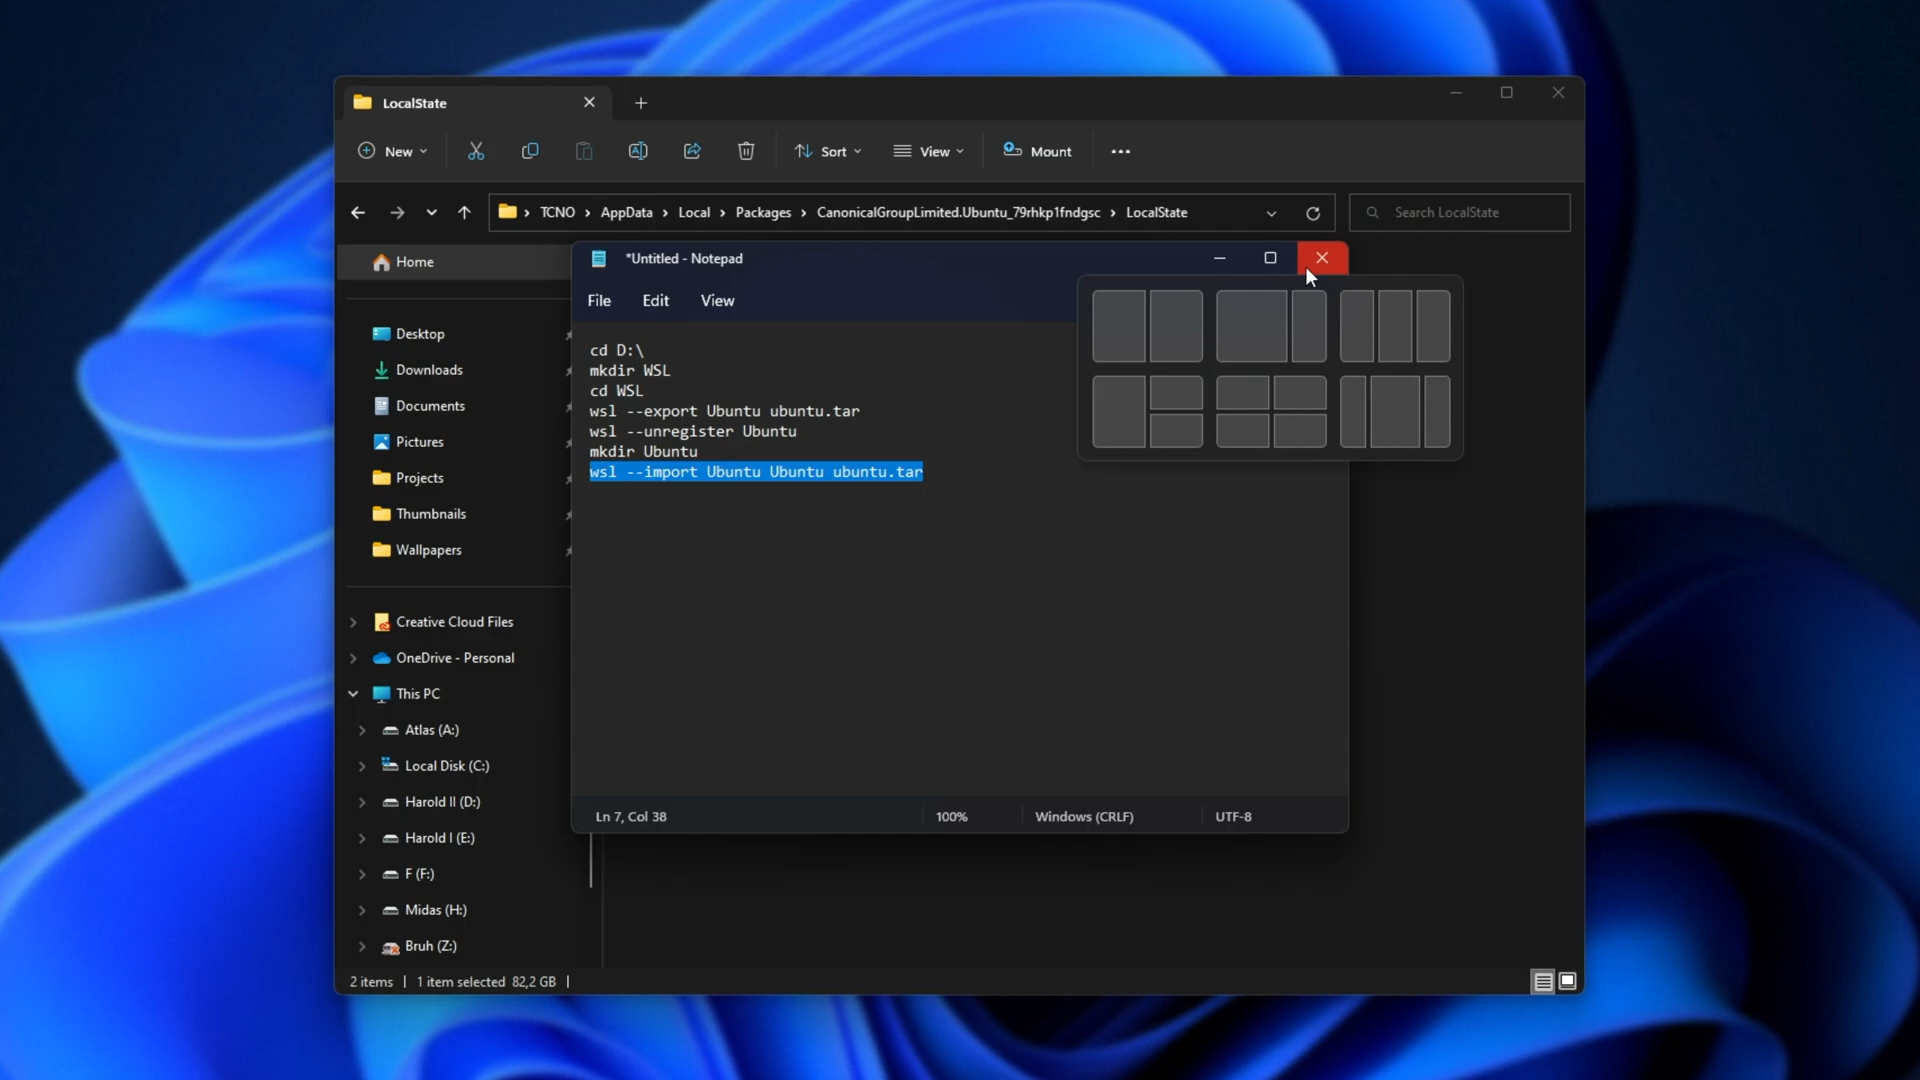 LocalState
New
Sort
View
Mount
TCNO > AppData > Local > Packages > CanonicalGroupLimited.Ubuntu_79rhkp1fndgsc > LocalState
Search LocalState
Home
*Untitled - Notepad
File Edit View
Desktop
Downloads
Documents
Pictures
Projects
Thumbnails
Wallpapers
cd D:\
mkdir WSL
cd WSL
wsl --export Ubuntu ubuntu.tar
wsl --unregister Ubuntu
mkdir Ubuntu
wsl --import Ubuntu Ubuntu ubuntu.tar
Creative Cloud Files
OneDrive - Personal
This PC
Atlas (A:)
Local Disk (C:)
Harold II (D:)
Harold I (E:)
F (F:)
Midas (H:)
Bruh (Z:)
Ln 7, Col 38
100%
Windows (CRLF)
UTF-8
2 items | 1 item selected 82,2 GB |